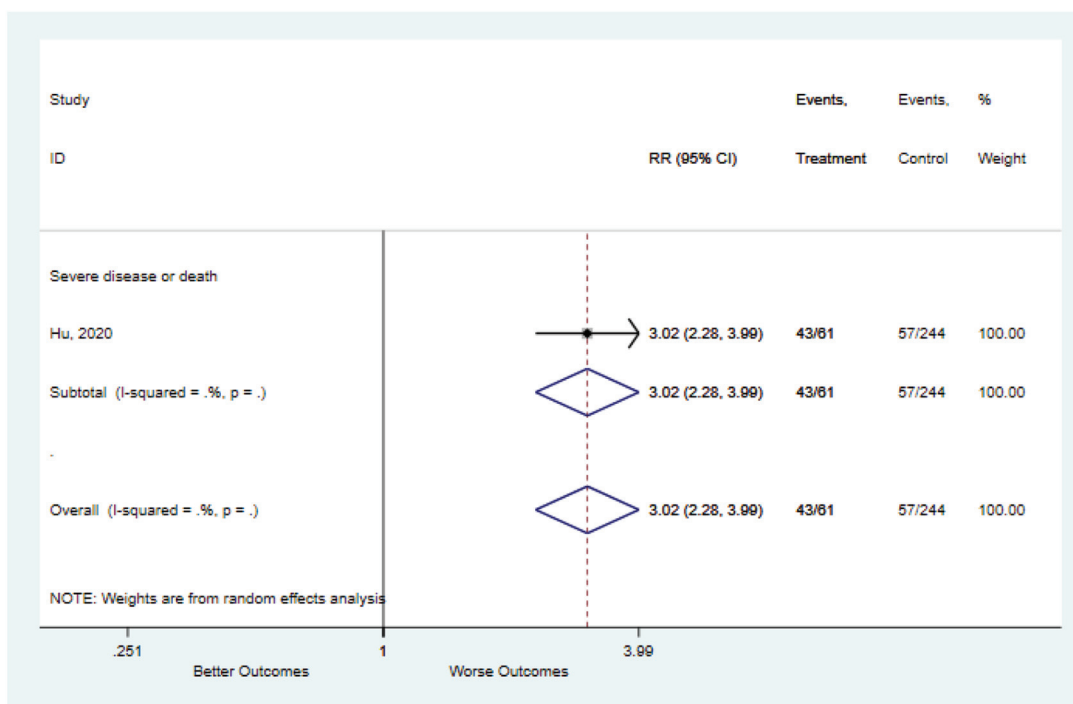 Study Events, Events, %
ID RR (95% CI) Treatment Control Weight
Severe disease or death
Hu, 2020 3.02 (2.28, 3.99) 43/61 57/244 100.00
Subtotal (I-squared = .%, p = .) 3.02 (2.28, 3.99) 43/61 57/244 100.00
.
Overall (I-squared = .%, p = .) 3.02 (2.28, 3.99) 43/61 57/244 100.00
NOTE: Weights are from random effects analysis
.251 1 3.99
Better Outcomes Worse Outcomes